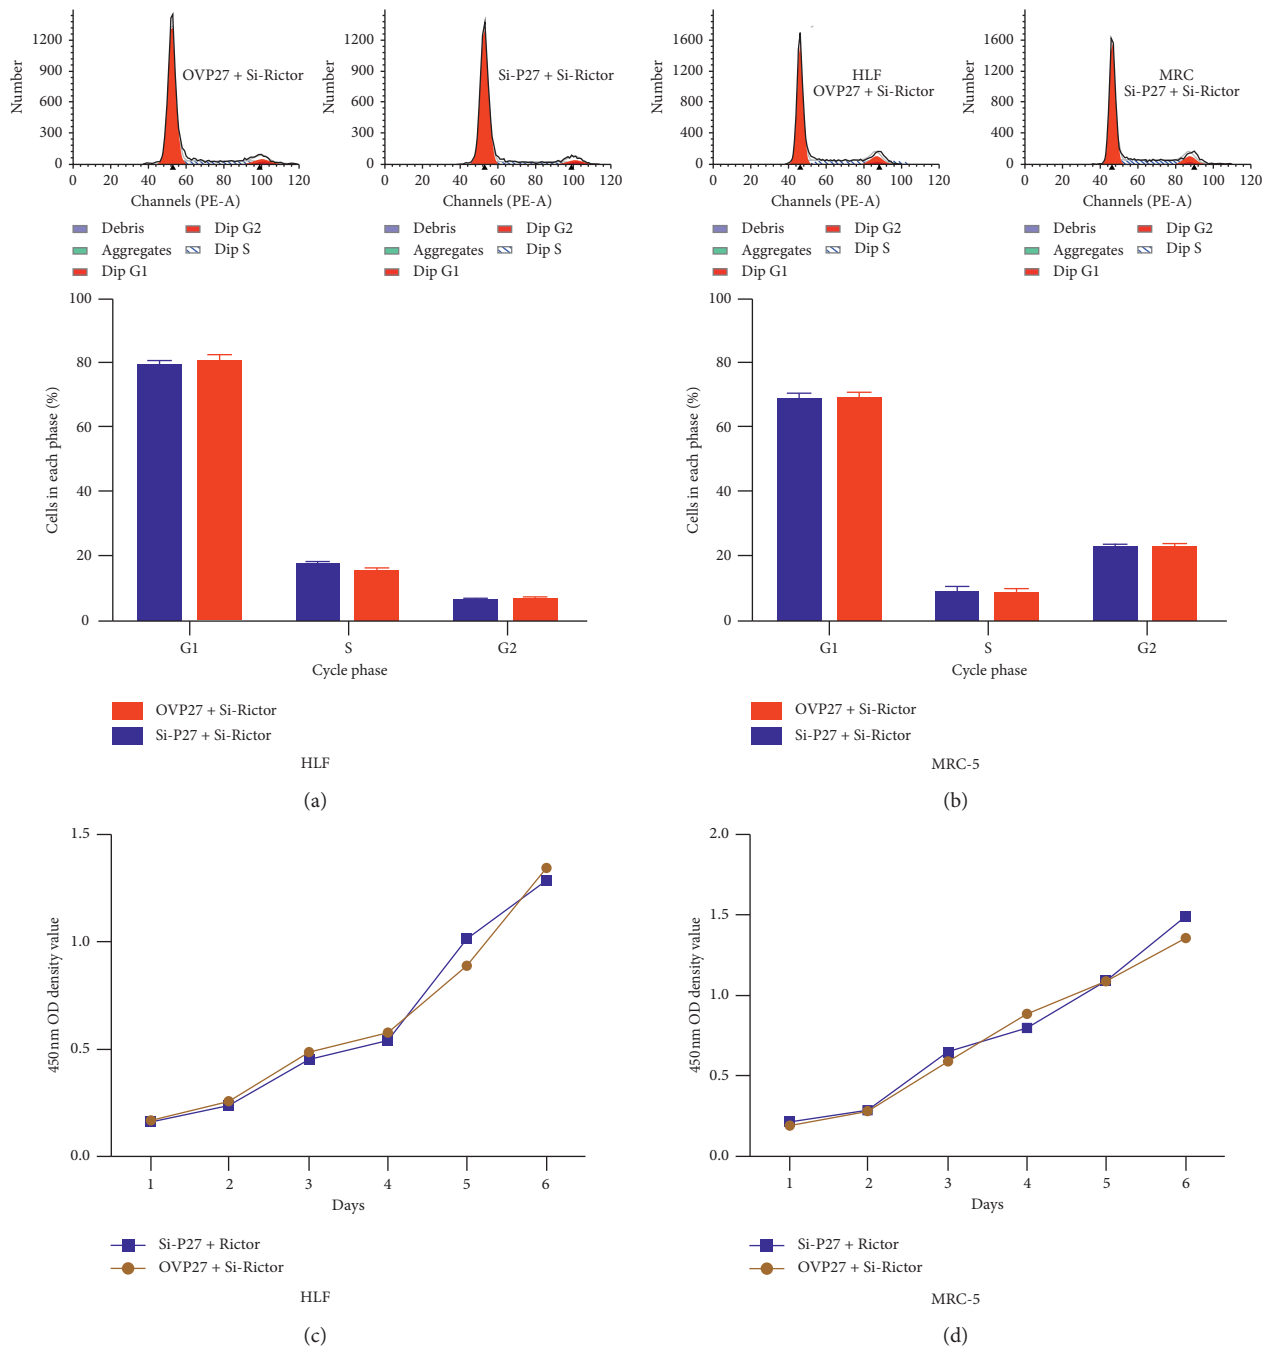 Number
1200
900
600
300
0
OVP27 + Si-Rictor
0 20 40 60 80 100 120
Channels (PE-A)
Debris
Aggregates
Dip G1
Dip G2
Dip S
Number
1200
900
600
300
0
Si-P27 + Si-Rictor
0 20 40 60 80 100 120
Channels (PE-A)
Debris
Aggregates
Dip G1
Dip G2
Dip S
Number
1600
1200
800
400
0
HLF
OVP27 + Si-Rictor
0 20 40 60 80 100 120
Channels (PE-A)
Debris
Aggregates
Dip G1
Dip G2
Dip S
Number
1600
1200
800
400
0
MRC
Si-P27 + Si-Rictor
0 20 40 60 80 100 120
Channels (PE-A)
Debris
Aggregates
Dip G1
Dip G2
Dip S
Cells in each phase (%)
100
80
60
40
20
0
G1 S G2
Cycle phase
OVP27 + Si-Rictor
Si-P27 + Si-Rictor
HLF
(a)
Cells in each phase (%)
100
80
60
40
20
0
G1 S G2
Cycle phase
OVP27 + Si-Rictor
Si-P27 + Si-Rictor
MRC-5
(b)
450 nm OD density value
1.5
1.0
0.5
0.0
1 2 3 4 5 6
Days
Si-P27 + Rictor
OVP27 + Si-Rictor
HLF
(c)
450 nm OD density value
2.0
1.5
1.0
0.5
0.0
1 2 3 4 5 6
Days
Si-P27 + Rictor
OVP27 + Si-Rictor
MRC-5
(d)